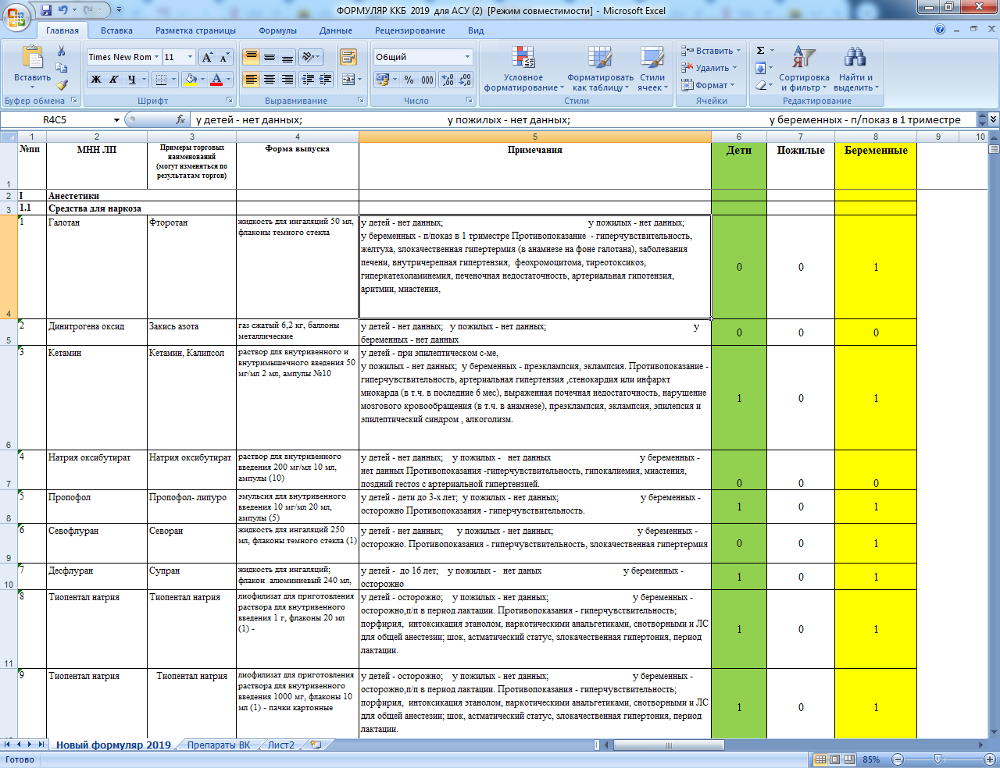 ФОРМУЛЯР ККБ 2019 для АСУ (2) [Режим совместимости] - Microsoft Excel
Главная Вставка Разметка страницы Формулы Данные Рецензирование Вид
Вставить
Буфер обмена
Times New Rom 11
Ж К Ч
Шрифт
Выравнивание
Общий
% 000
Число
Условное форматирование
Форматировать как таблицу
Стили ячеек
Стили
Вставить
Удалить
Формат
Ячейки
Сортировка и фильтр
Найти и выделить
Редактирование
R4C5 fx у детей - нет данных; у пожилых - нет данных; у беременных - п/показ в 1 триместре
1 2 3 4 5 6 7 8 9 10
1
№пп
МНН ЛП
Примеры торговых
наименований
(могут изменяться по
результатам торгов)
Форма выпуска
Примечания
Дети
Пожилые
Беременные
2 I Анестетики
3 1.1 Средства для наркоза
4
1
Галотан
Фторотан
жидкость для ингаляций 50 мл,
флаконы темного стекла
у детей - нет данных; у пожилых - нет данных;
у беременных - п/показ в 1 триместре Противопоказание - гиперчувствительность,
желтуха, злокачественная гипертермия (в анамнезе на фоне галотана), заболевания
печени, внутричерепная гипертензия, феохромоцитома, тиреотоксикоз,
гиперкатехоламинемия, печеночная недостаточность, артериальная гипотензия,
аритмии, миастения,
0 0 1
5
2
Динитрогена оксид
Закись азота
газ сжатый 6,2 кг, баллоны
металлические
у детей - нет данных; у пожилых - нет данных; у
беременных - нет данных
0 0 0
6
3
Кетамин
Кетамин, Калипсол
раствор для внутривенного и
внутримышечного введения 50
мг/мл 2 мл, ампулы №10
у детей - при эпилептическом с-ме,
у пожилых - нет данных; у беременных - преэклампсия, эклампсия. Противопоказание -
гиперчувствительность, артериальная гипертензия ,стенокардия или инфаркт
миокарда (в т.ч. в последние 6 мес), выраженная почечная недостаточность, нарушение
мозгового кровообращения (в т.ч. в анамнезе), преэклампсия, эклампсия, эпилепсия и
эпилептический синдром , алкоголизм.
1 0 1
7
4
Натрия оксибутират
Натрия оксибутират
раствор для внутривенного
введения 200 мг/мл 10 мл,
ампулы (10)
у детей - нет данных; у пожилых - нет данных у беременных -
нет данных Противопоказания -гиперчувствительность, гипокалиемия, миастения,
поздний гестоз с артериальной гипертензией.
0 0 0
8
5
Пропофол
Пропофол- липуро
эмульсия для внутривенного
введения 10 мг/мл 20 мл,
ампулы (5)
у детей - дети до 3-х лет; у пожилых - нет данных; у беременных -
осторожно Противопоказания - гиперчувствительность.
1 0 1
9
6
Севофлуран
Севоран
жидкость для ингаляций 250
мл, флаконы темного стекла (1)
у детей - нет данных; у пожилых - нет данных; у беременных -
осторожно. Противопоказания - гиперчувствительность, злокачественная гипертермия
0 0 1
10
7
Десфлуран
Супран
жидкость для ингаляций;
флакон алюминиевый 240 мл,
у детей - до 16 лет; у пожилых - нет даных у беременных -
осторожно
1 0 1
11
8
Тиопентал натрия
Тиопентал натрия
лиофилизат для приготовления
раствора для внутривенного
введения 1 г, флаконы 20 мл
(1) -
у детей - осторожно; у пожилых - нет данных; у беременных -
осторожно,п/п в период лактации. Противопоказания - гиперчувствительность;
порфирия, интоксикация этанолом, наркотическими анальгетиками, снотворными и ЛС
для общей анестезии; шок, астматический статус, злокачественная гипертония, период
лактации.
1 0 1
9
Тиопентал натрия
Тиопентал натрия
лиофилизат для приготовления
раствора для внутривенного
введения 1000 мг, флаконы 10
мл (1) - пачки картонные
у детей - осторожно; у пожилых - нет данных; у беременных -
осторожно,п/п в период лактации. Противопоказания - гиперчувствительность;
порфирия, интоксикация этанолом, наркотическими анальгетиками, снотворными и ЛС
для общей анестезии; шок, астматический статус, злокачественная гипертония, период
лактации.
1 0 1
Новый формуляр 2019 Препараты ВК Лист2
Готово 85%